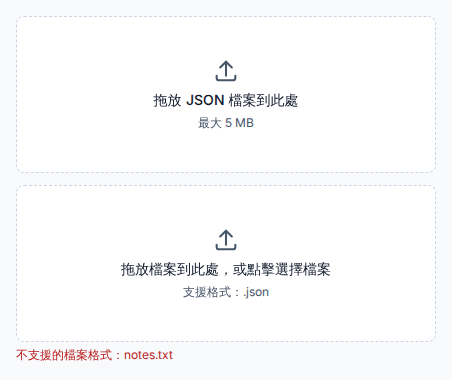 拖放 JSON 檔案到此處
最大 5 MB
拖放檔案到此處，或點擊選擇檔案
支援格式：.json
不支援的檔案格式：notes.txt